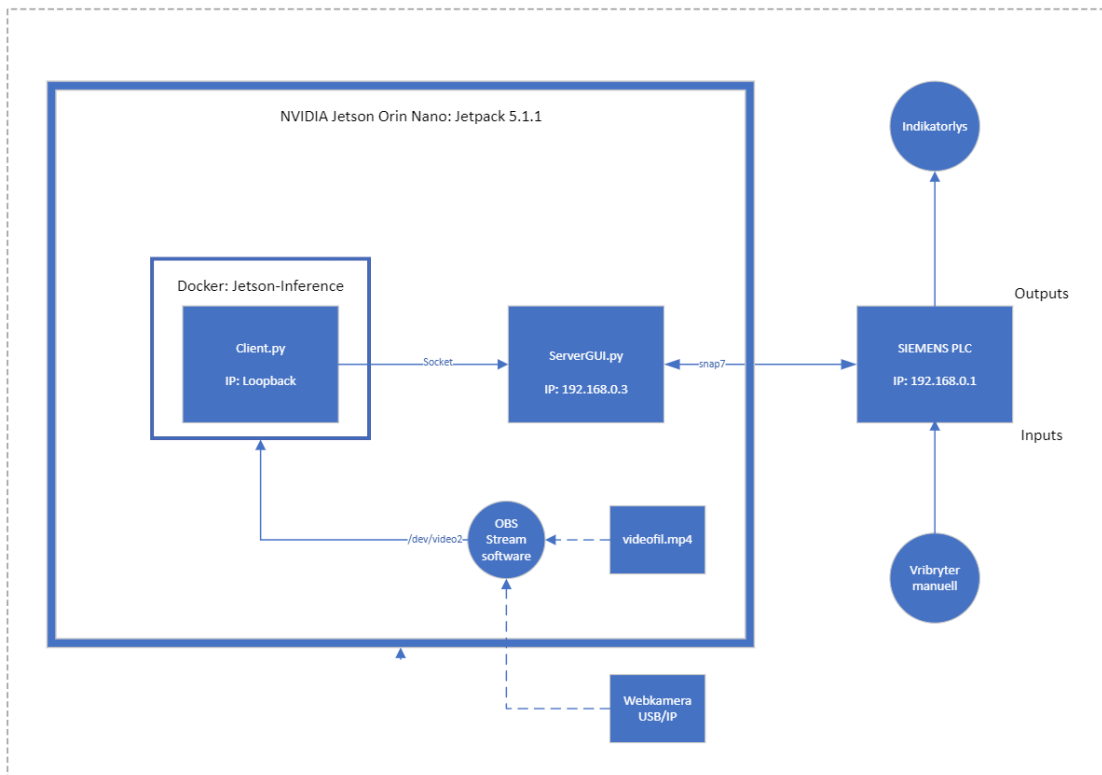 NVIDIA Jetson Orin Nano: Jetpack 5.1.1
Indikatorlys
Docker: Jetson-Inference
Outputs
Client.py
IP: Loopback
Socket
ServerGUI.py
IP: 192.168.0.3
snap7
SIEMENS PLC
IP: 192.168.0.1
Inputs
/dev/video2
OBS
Stream
software
videofil.mp4
Vribryter
manuell
Webkamera
USB/IP